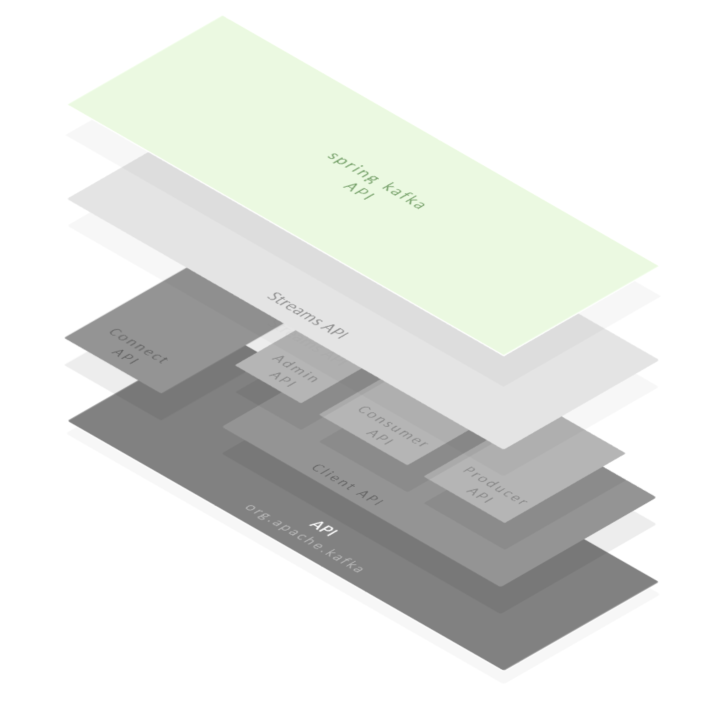 spring kafka
API
Streams API
Connect
API
Admin
API
Consumer
API
Producer
API
Client API
API
org.apache.kafka